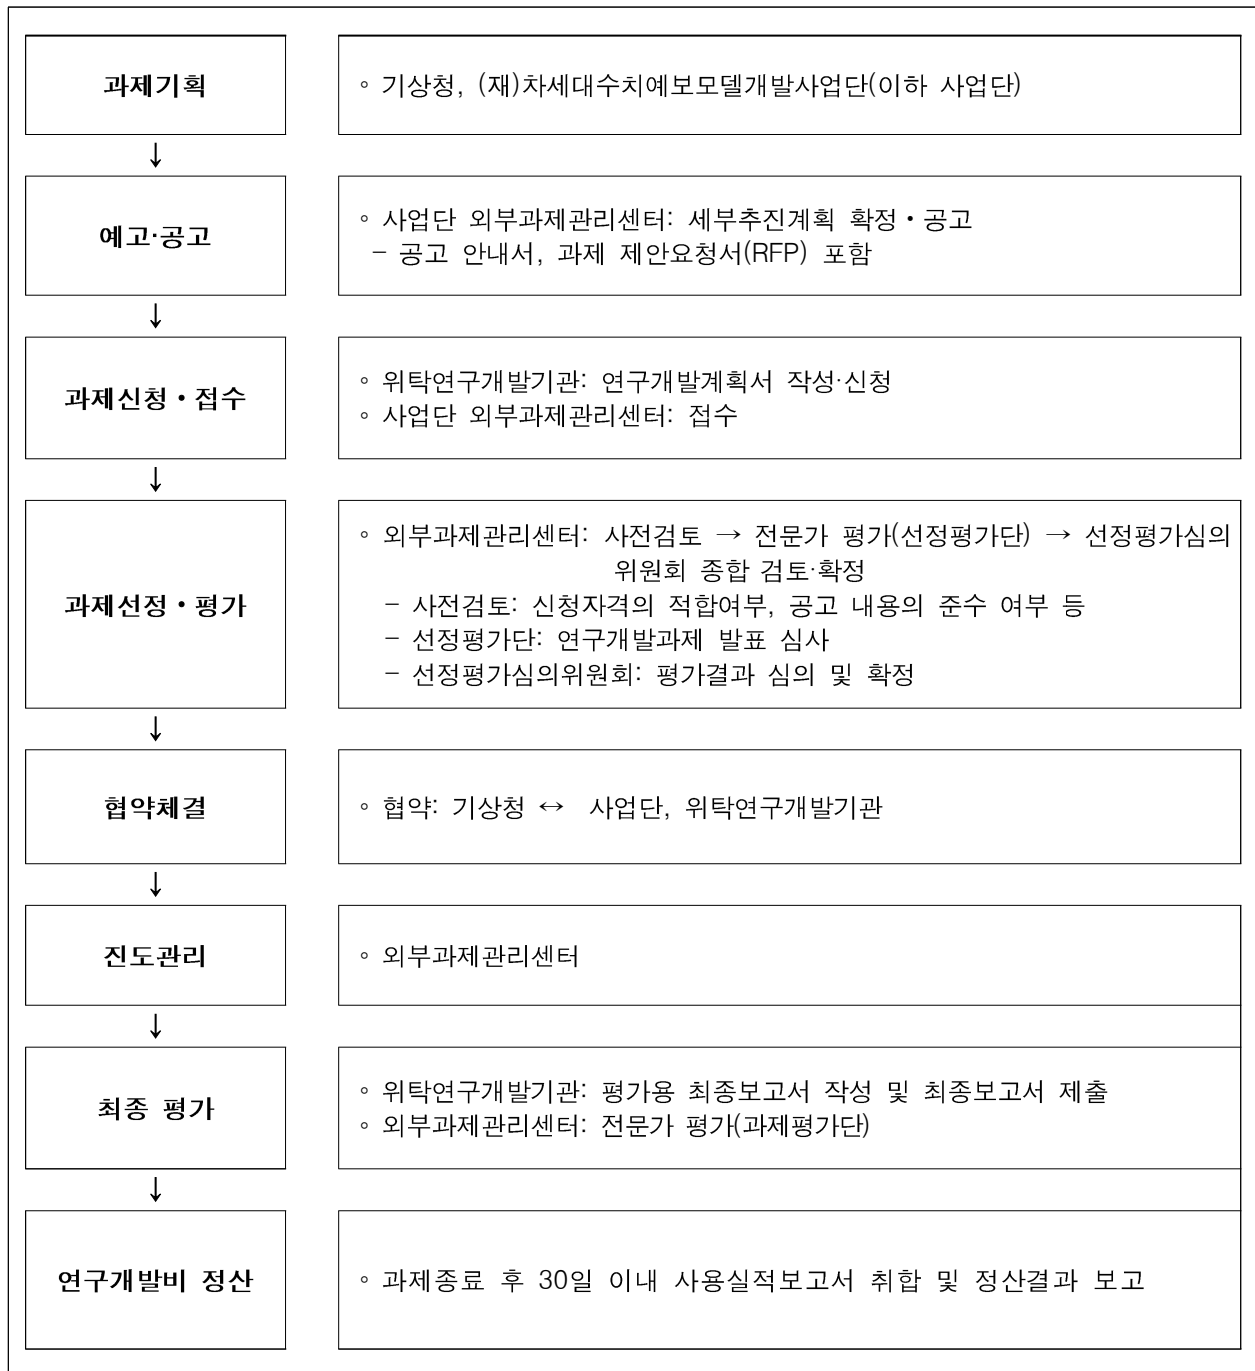 과제기획
◦ 기상청, (재)차세대수치예보모델개발사업단(이하 사업단)
↓
예고·공고
◦ 사업단 외부과제관리센터: 세부추진계획 확정·공고
- 공고 안내서, 과제 제안요청서(RFP) 포함
↓
과제신청·접수
◦ 위탁연구개발기관: 연구개발계획서 작성·신청
◦ 사업단 외부과제관리센터: 접수
↓
과제선정·평가
◦ 외부과제관리센터: 사전검토 → 전문가 평가(선정평가단) → 선정평가심의
위원회 종합 검토·확정
- 사전검토: 신청자격의 적합여부, 공고 내용의 준수 여부 등
- 선정평가단: 연구개발과제 발표 심사
- 선정평가심의위원회: 평가결과 심의 및 확정
↓
협약체결
◦ 협약: 기상청 ↔ 사업단, 위탁연구개발기관
↓
진도관리
◦ 외부과제관리센터
↓
최종 평가
◦ 위탁연구개발기관: 평가용 최종보고서 작성 및 최종보고서 제출
◦ 외부과제관리센터: 전문가 평가(과제평가단)
↓
연구개발비 정산
◦ 과제종료 후 30일 이내 사용실적보고서 취합 및 정산결과 보고